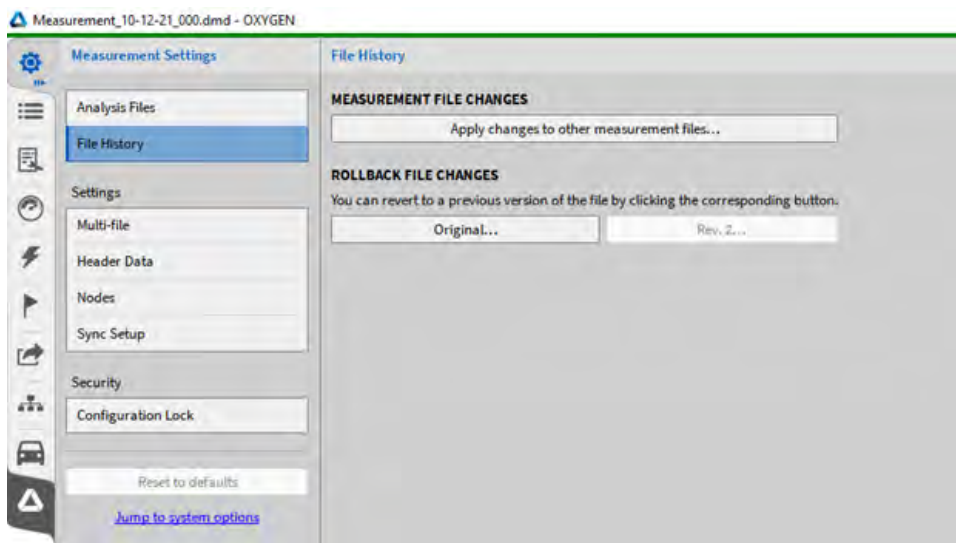 Measurement_10-12-21_000.dmd - OXYGEN
Measurement Settings
File History
Analysis Files
File History
Settings
Multi-file
Header Data
Nodes
Sync Setup
Security
Configuration Lock
Reset to defaults
Jump to system options
MEASUREMENT FILE CHANGES
Apply changes to other measurement files...
ROLLBACK FILE CHANGES
You can revert to a previous version of the file by clicking the corresponding button.
Original...
Rev. 2...